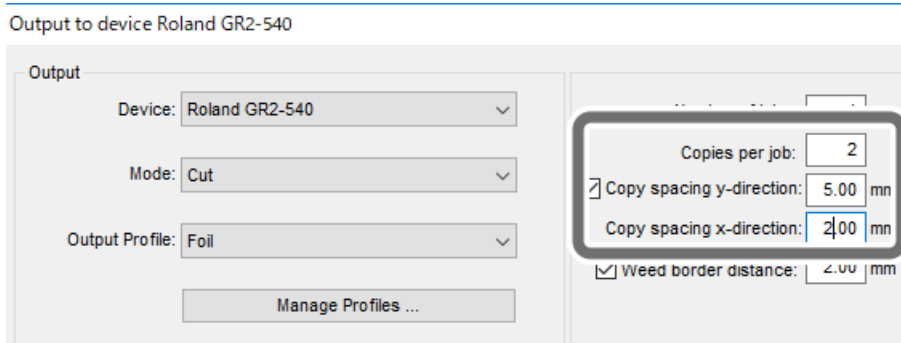 Output to device Roland GR2-540
Output
Device: Roland GR2-540
Mode: Cut
Output Profile: Foil
Manage Profiles ...
Copies per job: 2
Copy spacing y-direction: 5.00 mm
Copy spacing x-direction: 2.00 mm
Weed border distance: 2.00 mm